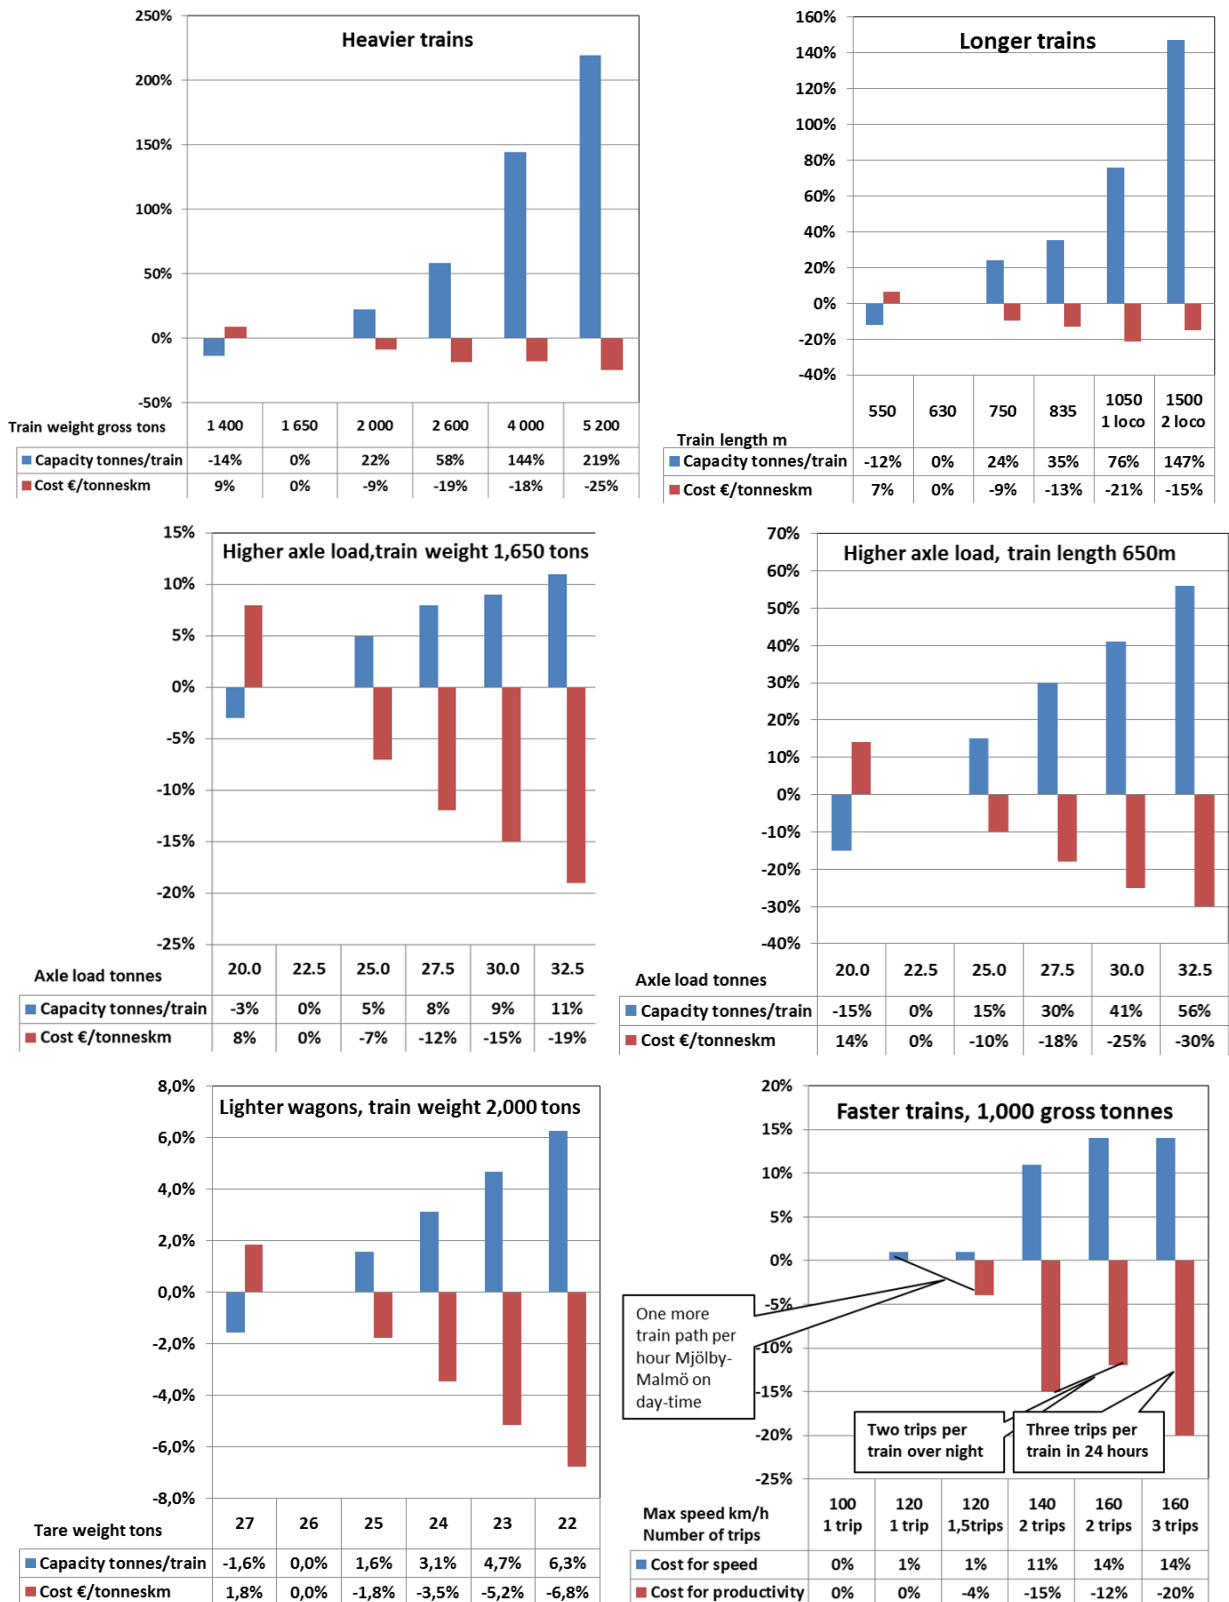 Heavier trains
250%
200%
150%
100%
50%
0%
-50%
Train weight gross tons 1 400 1 650 2 000 2 600 4 000 5 200
Capacity tonnes/train -14% 0% 22% 58% 144% 219%
Cost €/tonneskm 9% 0% -9% -19% -18% -25%
Longer trains
160%
140%
120%
100%
80%
60%
40%
20%
0%
-20%
-40%
550 630 750 835 1050 1500
1 loco 2 loco
Train length m
Capacity tonnes/train -12% 0% 24% 35% 76% 147%
Cost €/tonneskm 7% 0% -9% -13% -21% -15%
Higher axle load,train weight 1,650 tons
15%
10%
5%
0%
-5%
-10%
-15%
-20%
-25%
Axle load tonnes 20.0 22.5 25.0 27.5 30.0 32.5
Capacity tonnes/train -3% 0% 5% 8% 9% 11%
Cost €/tonneskm 8% 0% -7% -12% -15% -19%
Higher axle load, train length 650m
70%
60%
50%
40%
30%
20%
10%
0%
-10%
-20%
-30%
-40%
Axle load tonnes 20.0 22.5 25.0 27.5 30.0 32.5
Capacity tonnes/train -15% 0% 15% 30% 41% 56%
Cost €/tonneskm 14% 0% -10% -18% -25% -30%
Lighter wagons, train weight 2,000 tons
8,0%
6,0%
4,0%
2,0%
0,0%
-2,0%
-4,0%
-6,0%
-8,0%
Tare weight tons 27 26 25 24 23 22
Capacity tonnes/train -1,6% 0,0% 1,6% 3,1% 4,7% 6,3%
Cost €/tonneskm 1,8% 0,0% -1,8% -3,5% -5,2% -6,8%
Faster trains, 1,000 gross tonnes
20%
15%
10%
5%
0%
-5%
-10%
-15%
-20%
-25%
One more
train path per
hour Mjölby-
Malmö on
day-time
Two trips per
train over night
Three trips per
train in 24 hours
Max speed km/h 100 120 120 140 160 160
Number of trips 1 trip 1 trip 1,5trips 2 trips 2 trips 3 trips
Cost for speed 0% 1% 1% 11% 14% 14%
Cost for productivity 0% 0% -4% -15% -12% -20%